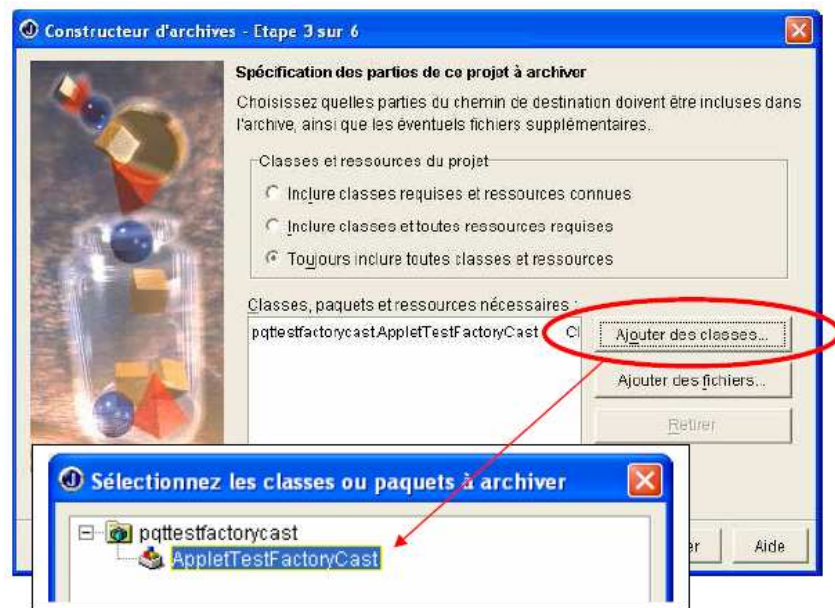 Constructeur d'archives - Etape 3 sur 6
Spécification des parties de ce projet à archiver
Choisissez quelles parties du chemin de destination doivent être incluses dans
l'archive, ainsi que les éventuels fichiers supplémentaires.
Classes et ressources du projet
Inclure classes requises et ressources connues
Inclure classes et toutes ressources requises
Toujours inclure toutes classes et ressources
Classes, paquets et ressources nécessaires :
pqttestfactorycast.AppletTestFactoryCast Cl
Ajouter des classes...
Ajouter des fichiers...
Retirer
Sélectionnez les classes ou paquets à archiver
pqttestfactorycast
AppletTestFactoryCast
er
Aide